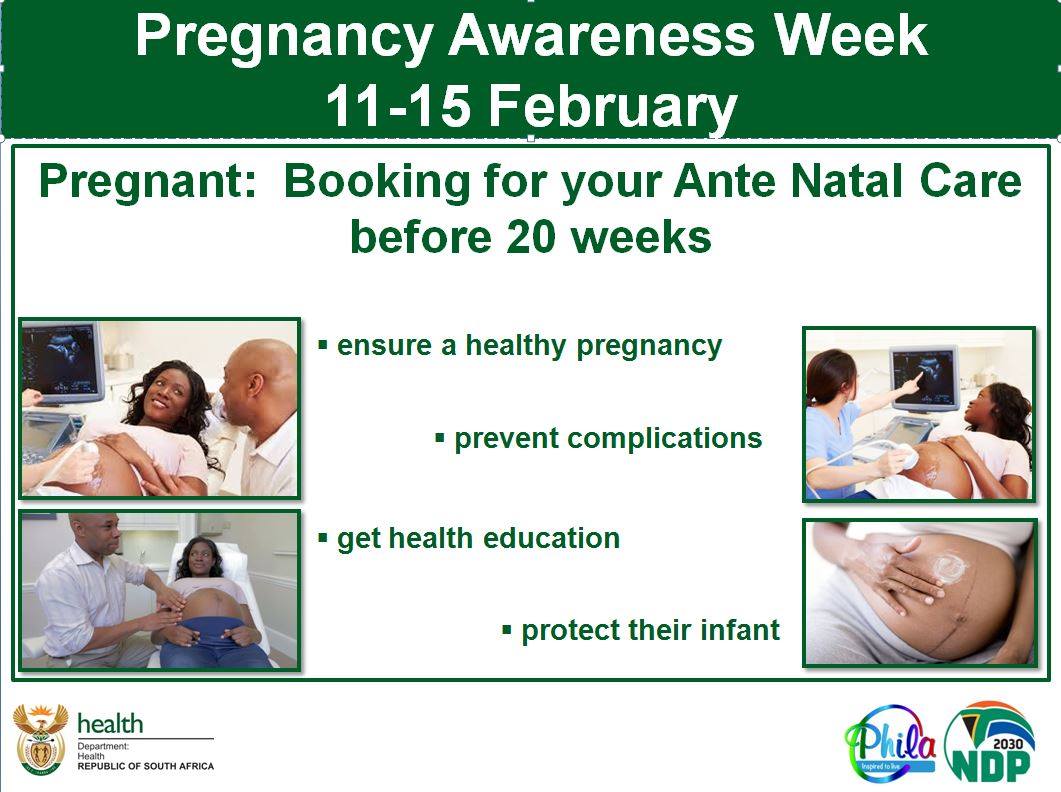 Pregnancy Awareness Week
11-15 February
Pregnant: Booking for your Ante Natal Care
before 20 weeks
▪ ensure a healthy pregnancy
▪ prevent complications
▪ get health education
▪ protect their infant
health
Department:
Health
REPUBLIC OF SOUTH AFRICA
Phila
Inspired to live
2030
NDP